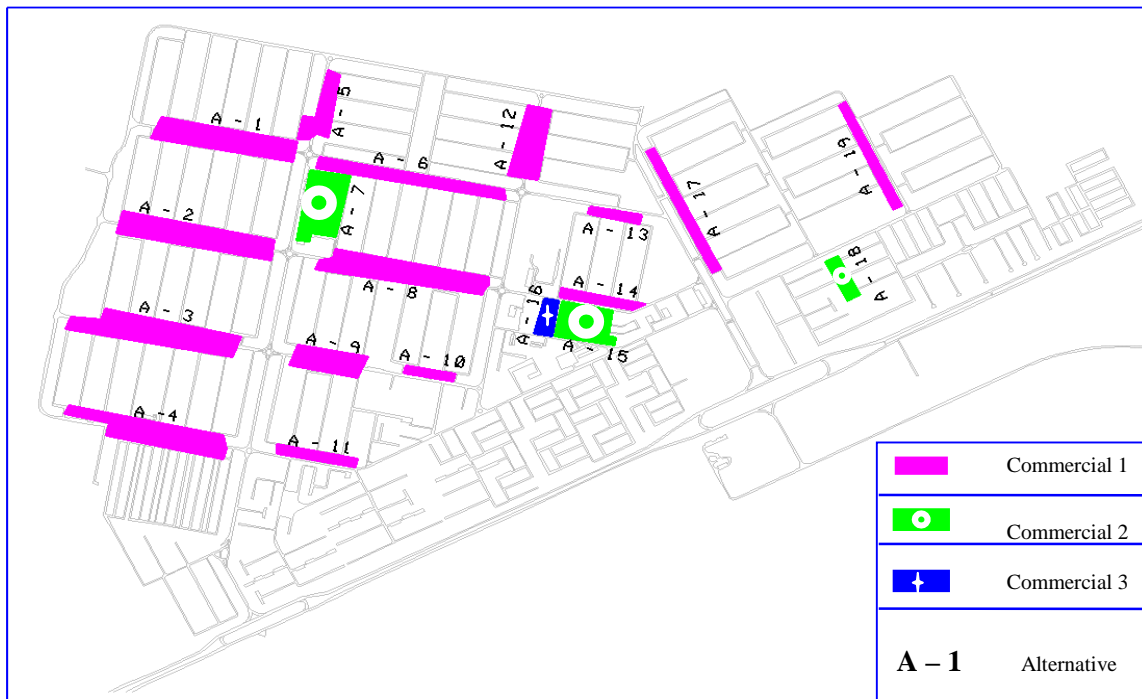 A - 1
A - 5
A - 12
A - 6
A - 7
A - 2
A - 13
A - 17
A - 19
A - 18
A - 8
A - 14
A - 16
A - 15
A - 3
A - 9
A - 10
A - 4
A - 11
Commercial 1
Commercial 2
Commercial 3
A – 1 Alternative